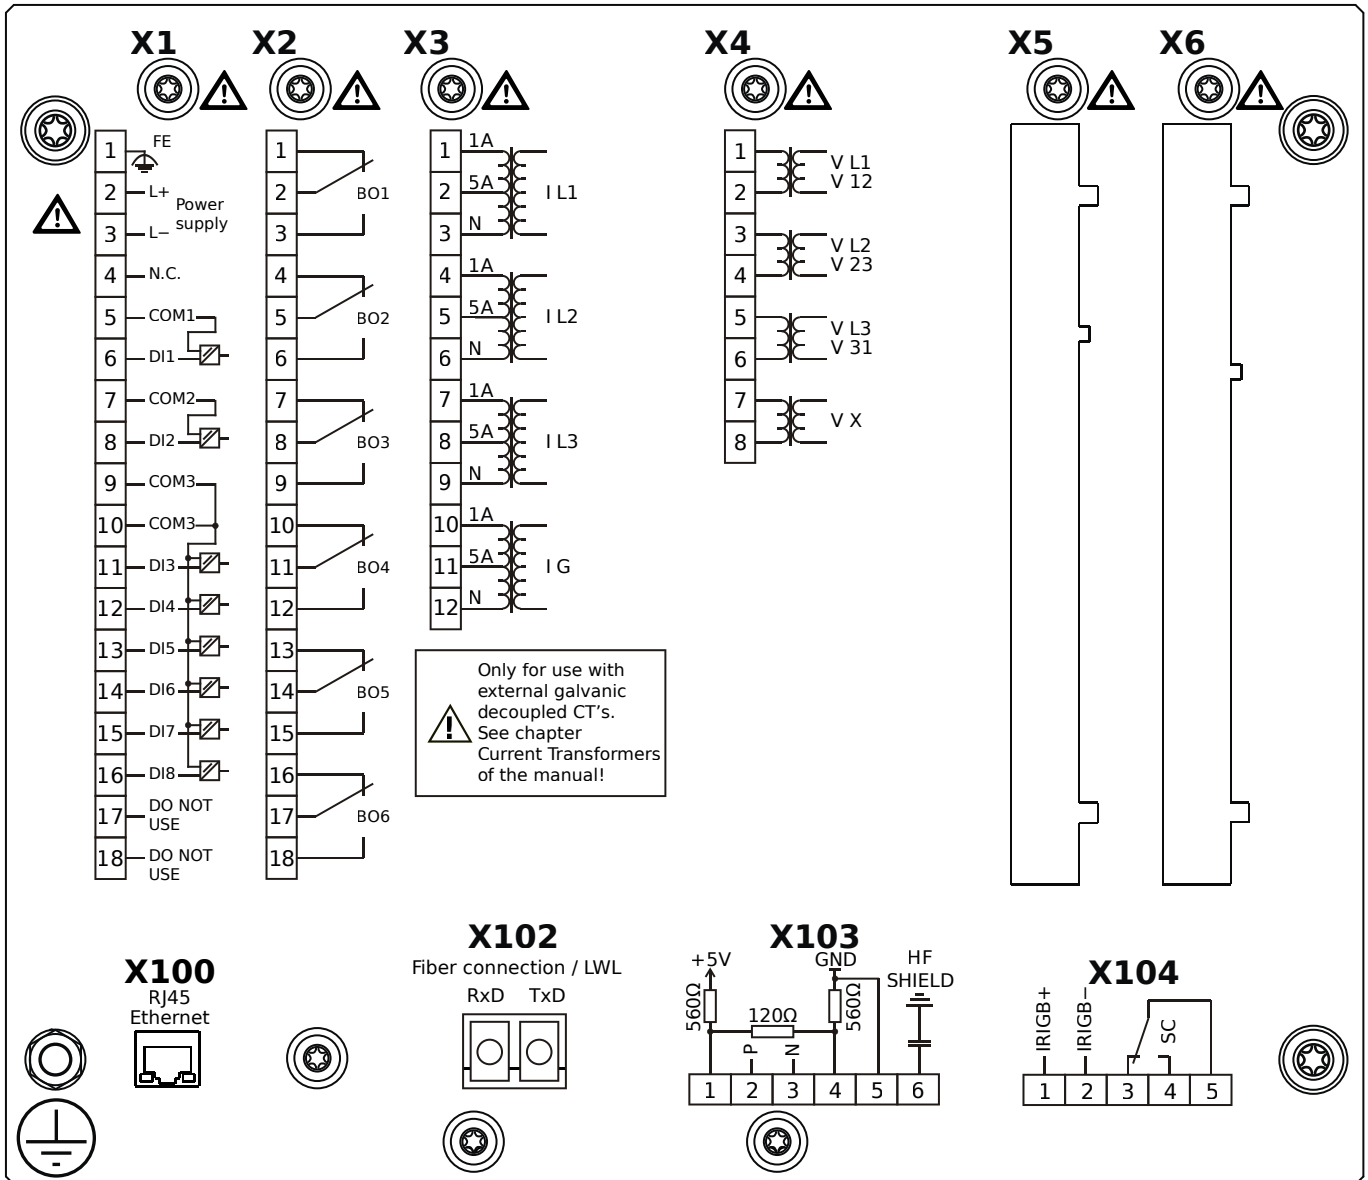 X1 X2 X3 X4 X5 X6
1 FE
2 L+ Power
3 L− supply
4 N.C.
5 COM1
6 DI1
7 COM2
8 DI2
9 COM3
10 COM3
11 DI3
12 DI4
13 DI5
14 DI6
15 DI7
16 DI8
17 DO NOT
USE
18 DO NOT
USE
1
2 BO1
3
4
5 BO2
6
7
8 BO3
9
10
11 BO4
12
13
14 BO5
15
16
17 BO6
18
1 1A
2 5A I L1
3 N
4 1A
5 5A I L2
6 N
7 1A
8 5A I L3
9 N
10 1A
11 5A I G
12 N
Only for use with
external galvanic
decoupled CT's.
See chapter
Current Transformers
of the manual!
1 V L1
2 V 12
3 V L2
4 V 23
5 V L3
6 V 31
7 V X
8
X100
RJ45
Ethernet
X102
Fiber connection / LWL
RxD TxD
X103
+5V GND HF
SHIELD
560Ω 120Ω 560Ω
P N
1 2 3 4 5 6
X104
IRIGB+ IRIGB− SC
1 2 3 4 5